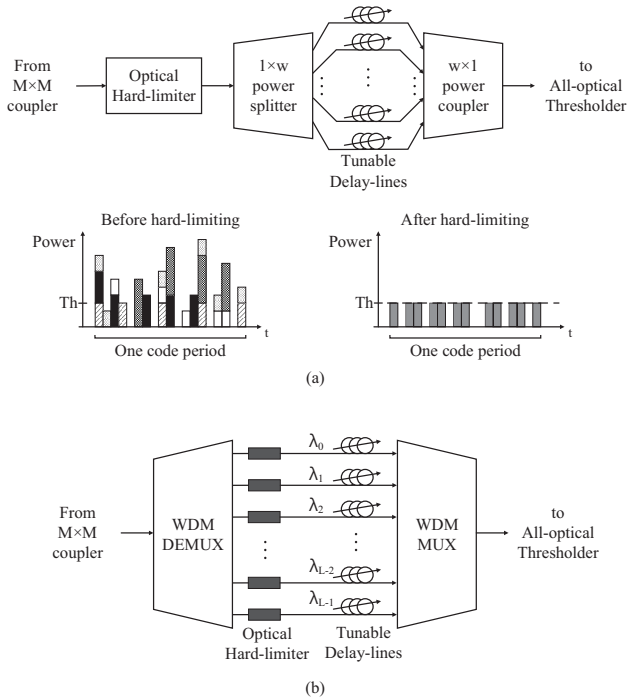 From
M×M
coupler
Optical
Hard-limiter
1×w
power
splitter
w×1
power
coupler
to
All-optical
Thresholder
Tunable
Delay-lines
Before hard-limiting
Power
Th
t
One code period
After hard-limiting
Power
Th
t
One code period
(a)
From
M×M
coupler
WDM
DEMUX
λ0
λ1
λ2
λL-2
λL-1
WDM
MUX
to
All-optical
Thresholder
Optical
Hard-limiter
Tunable
Delay-lines
(b)